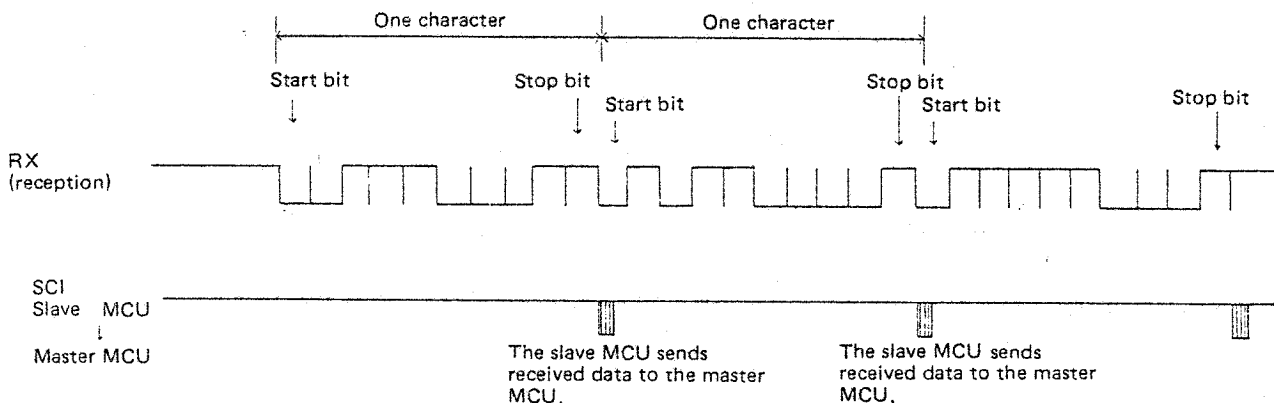 One character
One character
Start bit
Stop bit
Start bit
Stop bit
Start bit
Stop bit
RX
(reception)
SCI
Slave MCU
↓
Master MCU
The slave MCU sends
received data to the master
MCU.
The slave MCU sends
received data to the master
MCU.